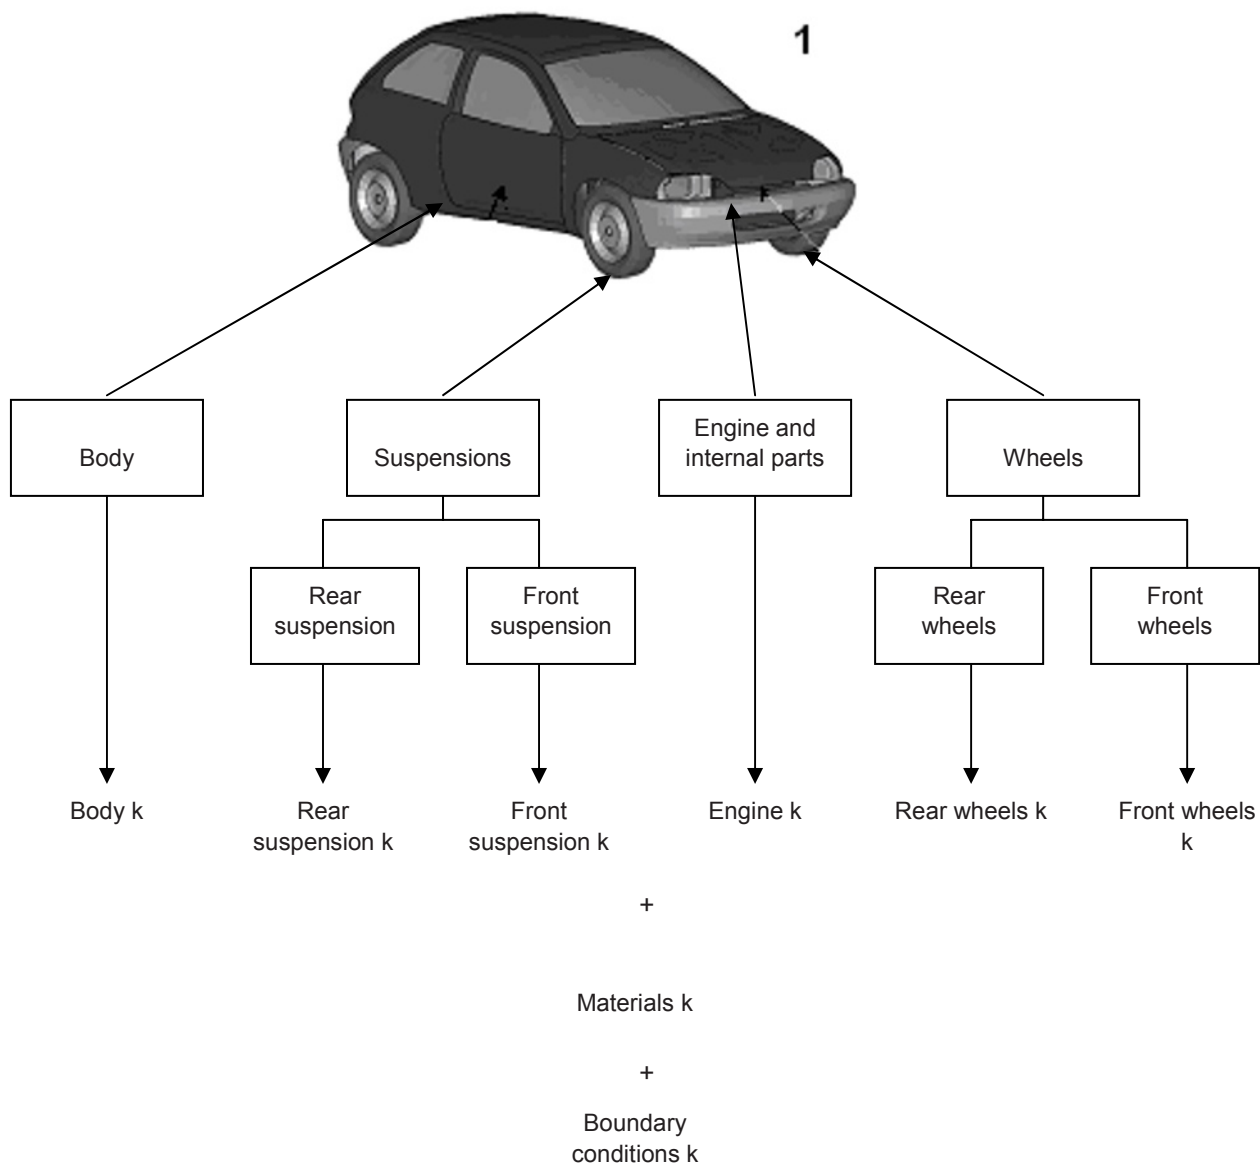 1
Body
Suspensions
Engine and
internal parts
Wheels
Rear
suspension
Front
suspension
Rear
wheels
Front
wheels
Body k
Rear
suspension k
Front
suspension k
Engine k
Rear wheels k
Front wheels
k
+
Materials k
+
Boundary
conditions k